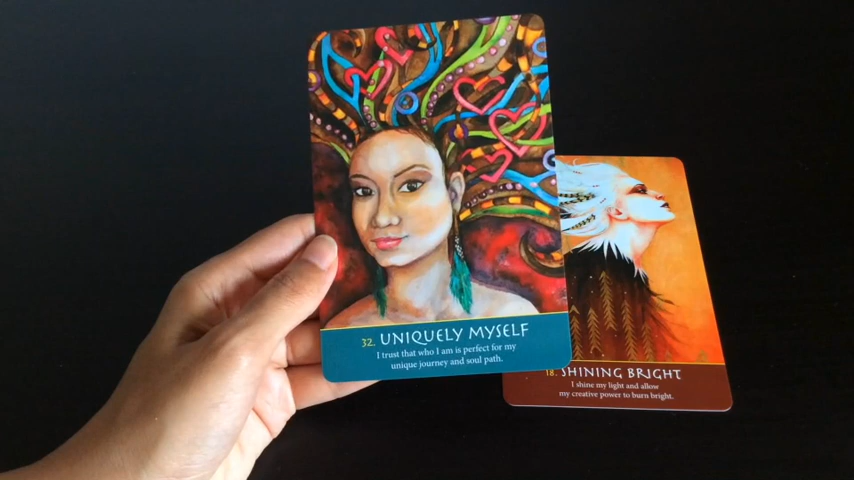 32. UNIQUELY MYSELF
I trust that who I am is perfect for my
unique journey and soul path.
18. SHINING BRIGHT
I shine my light and allow
my creative power to burn bright.